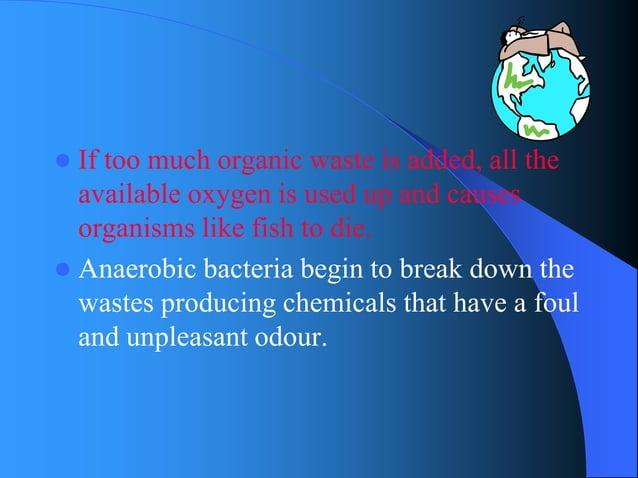 If too much organic waste is added, all the
available oxygen is used up and causes
organisms like fish to die.
Anaerobic bacteria begin to break down the
wastes producing chemicals that have a foul
and unpleasant odour.